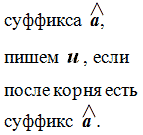 суффикса а,
пишем и, если
после корня есть
суффикс а.